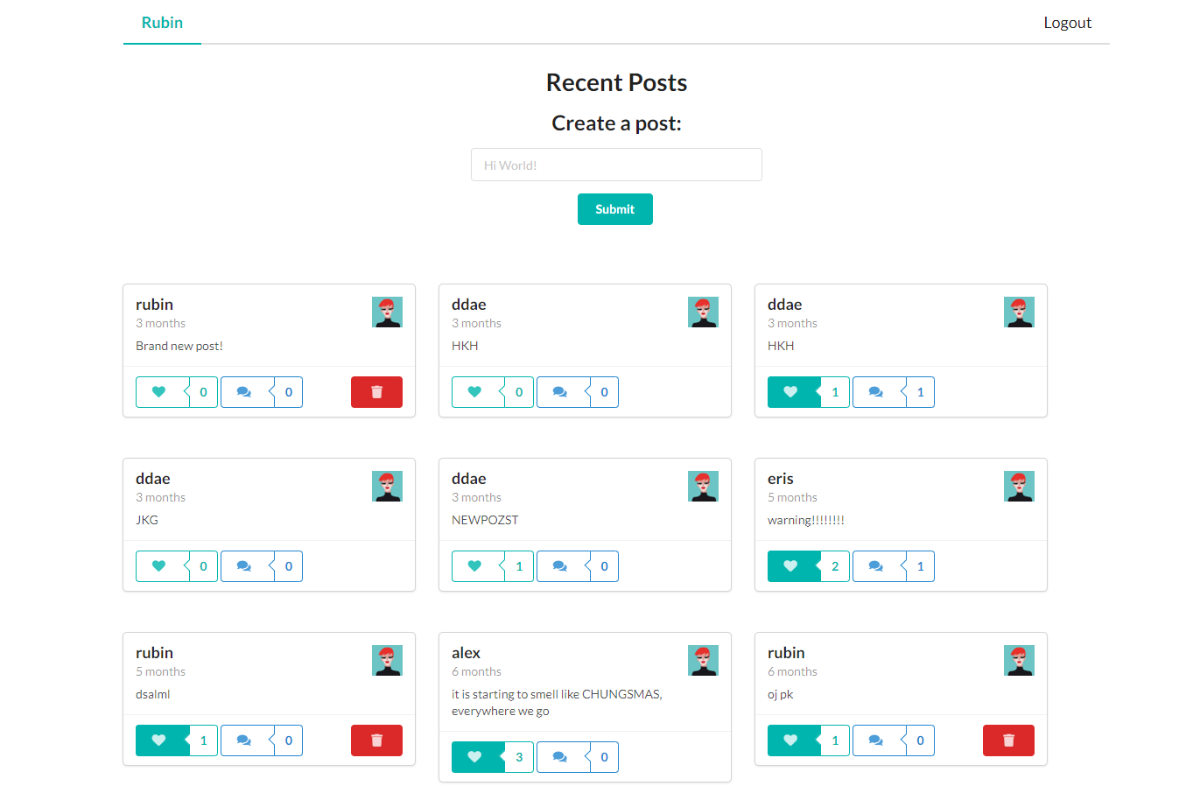 Rubin
Logout
Recent Posts
Create a post:
Hi World!
Submit
rubin
3 months
Brand new post!
0
0
ddae
3 months
HKH
0
0
ddae
3 months
HKH
1
1
ddae
3 months
JKG
0
0
ddae
3 months
NEWPOZST
1
0
eris
5 months
warning!!!!!!!!
2
1
rubin
5 months
dsalml
1
0
alex
6 months
it is starting to smell like CHUNGSMAS,
everywhere we go
3
0
rubin
6 months
oj pk
1
0